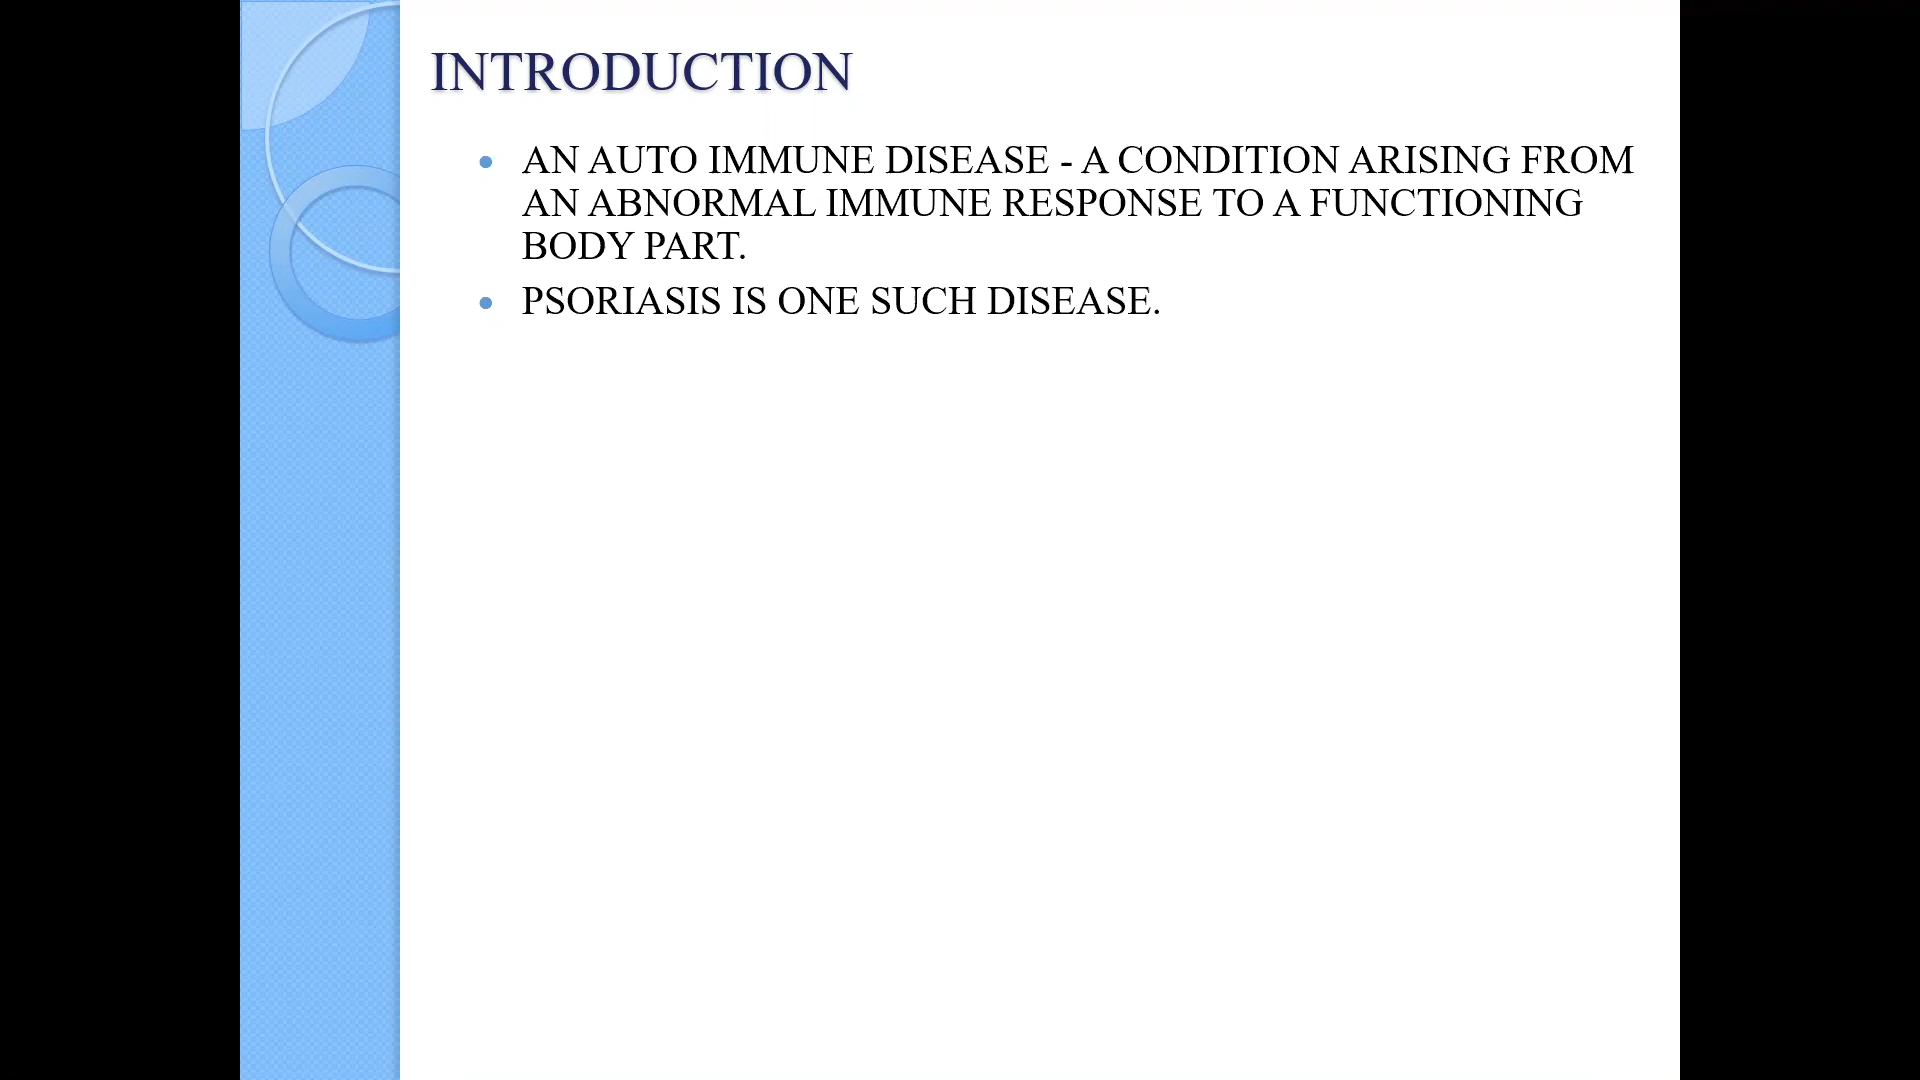 INTRODUCTION
• AN AUTO IMMUNE DISEASE - A CONDITION ARISING FROM
AN ABNORMAL IMMUNE RESPONSE TO A FUNCTIONING
BODY PART.
• PSORIASIS IS ONE SUCH DISEASE.